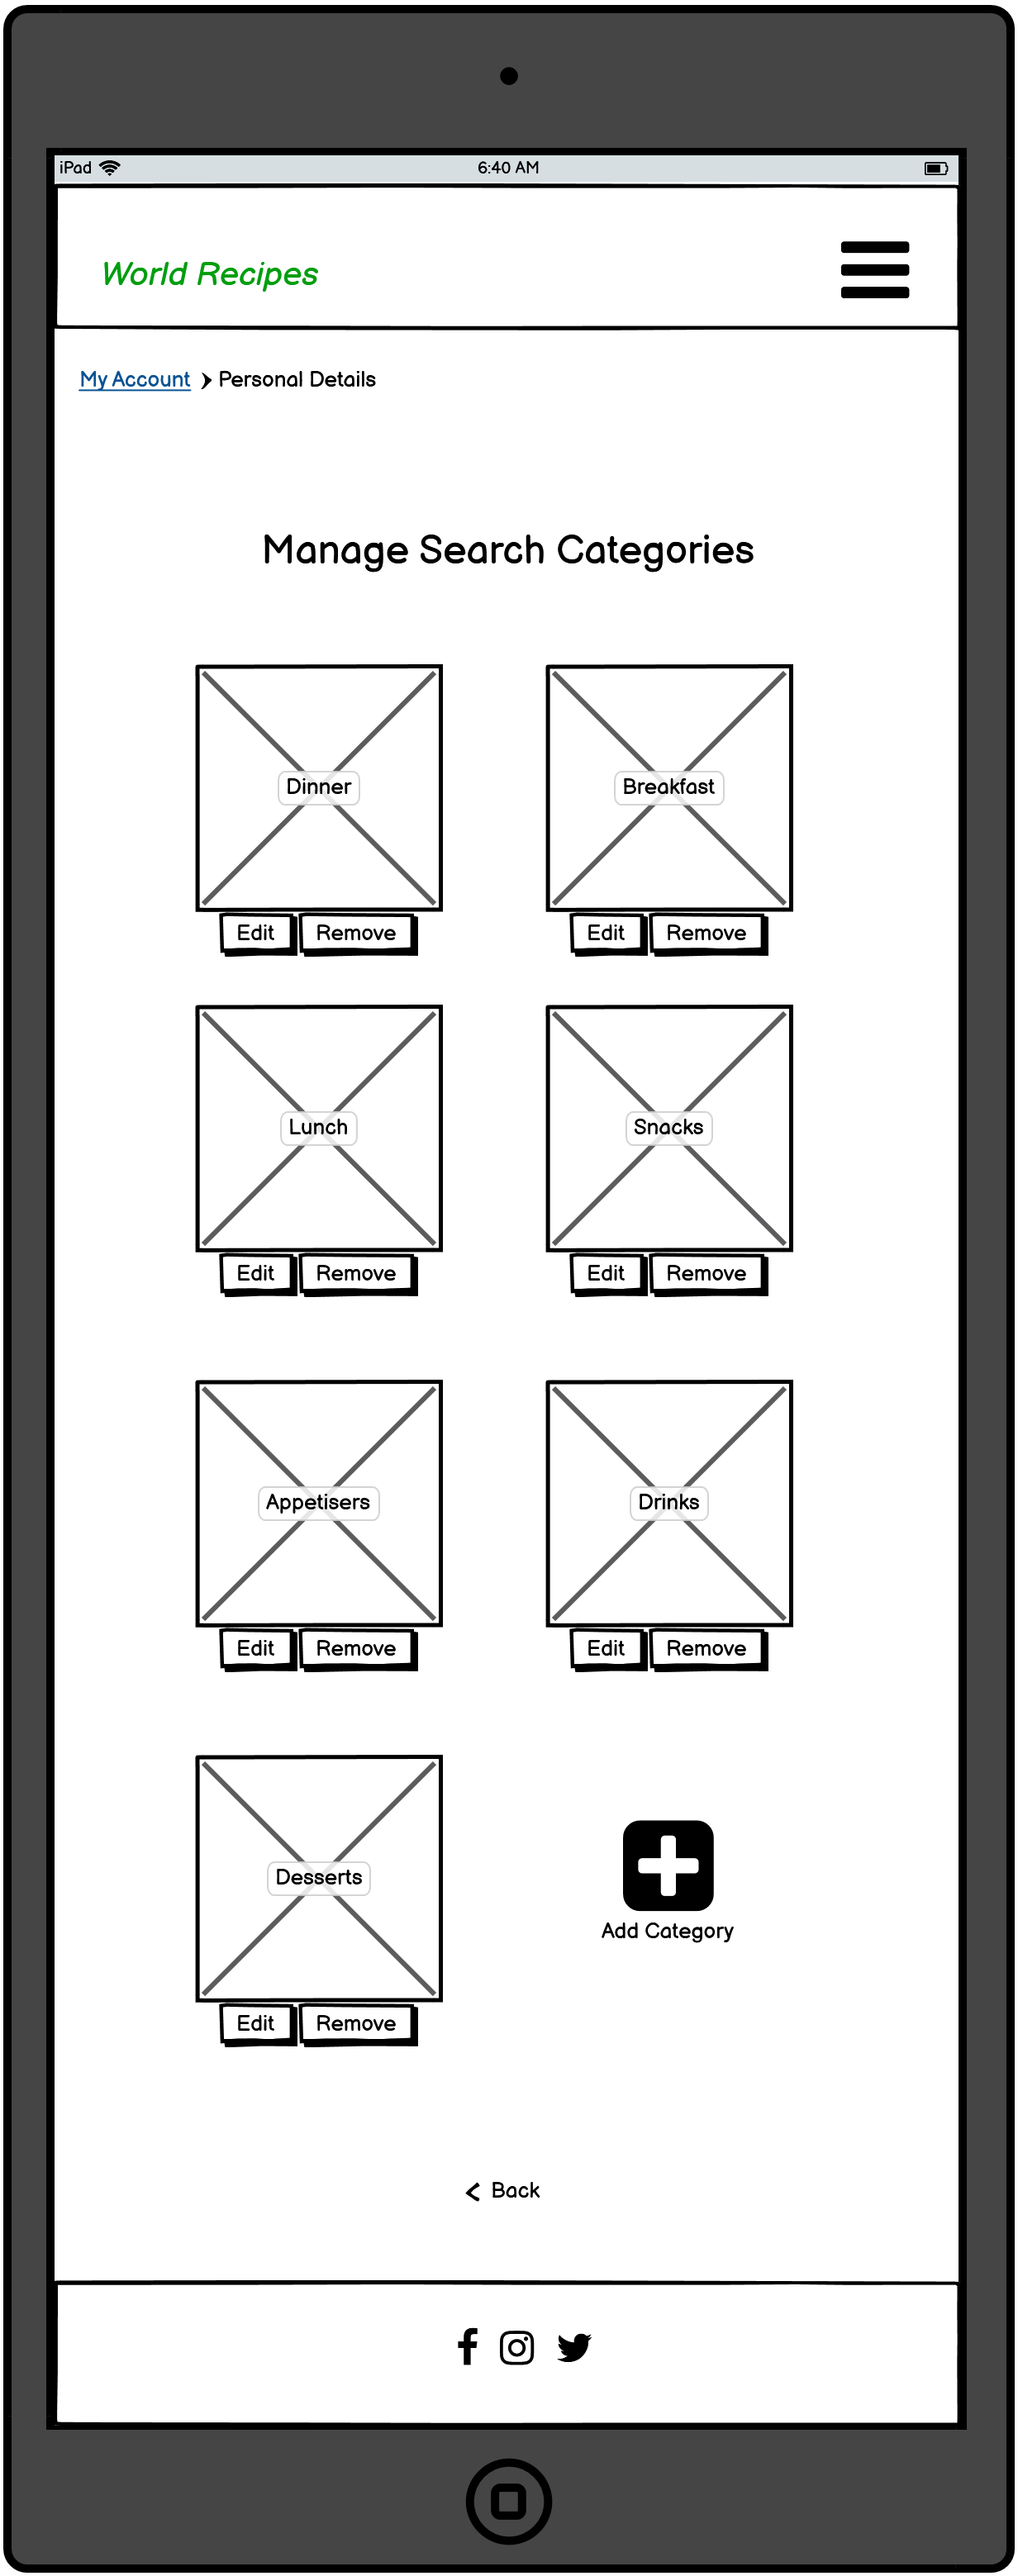 iPad 6:40 AM
World Recipes
My Account Personal Details
Manage Search Categories
Dinner Breakfast
Edit Remove Edit Remove
Lunch Snacks
Edit Remove Edit Remove
Appetisers Drinks
Edit Remove Edit Remove
Desserts
Add Category
Edit Remove
Back